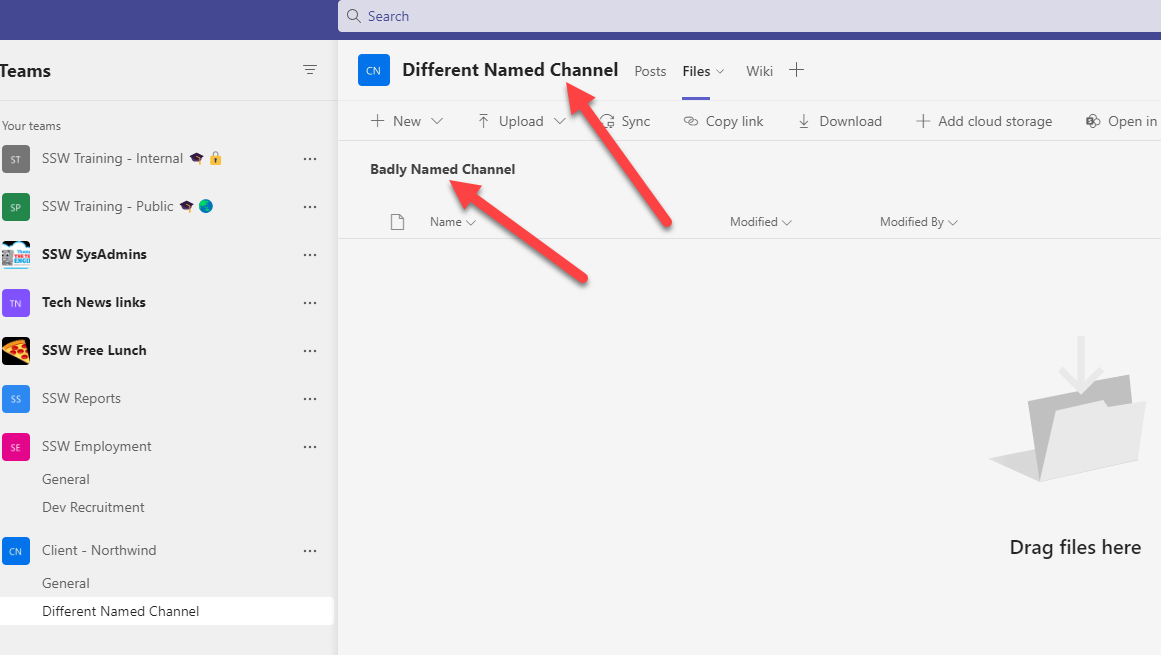 Search
Teams
CN Different Named Channel Posts Files Wiki
New Upload Sync Copy link Download Add cloud storage Open in
Your teams
ST SSW Training - Internal
SP SSW Training - Public
SSW SysAdmins
TN Tech News links
SSW Free Lunch
SS SSW Reports
SE SSW Employment
General
Dev Recruitment
CN Client - Northwind
General
Different Named Channel
Badly Named Channel
Name Modified Modified By
Drag files here